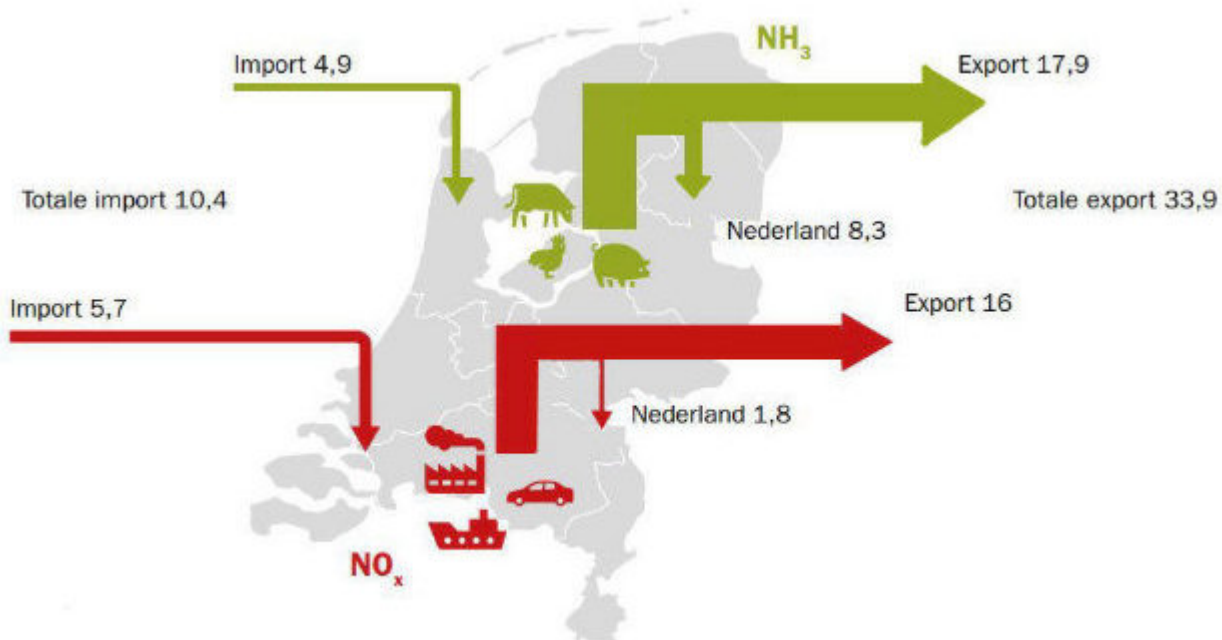 NH₃
Import 4,9
Export 17,9
Totale import 10,4
Totale export 33,9
Nederland 8,3
Import 5,7
Export 16
Nederland 1,8
NOₓ